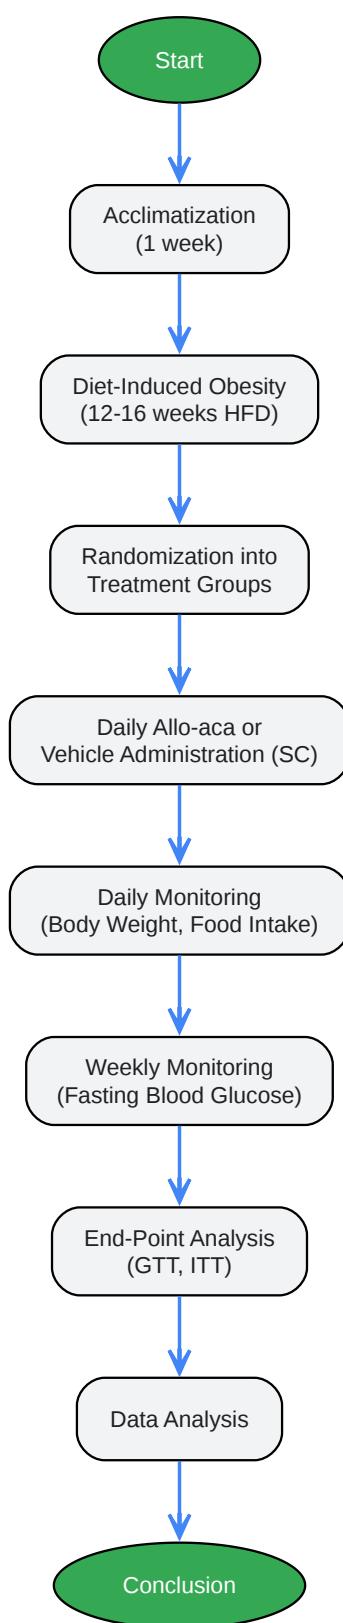 Start
Acclimatization
(1 week)
Diet-Induced Obesity
(12-16 weeks HFD)
Randomization into
Treatment Groups
Daily Allo-aca or
Vehicle Administration (SC)
Daily Monitoring
(Body Weight, Food Intake)
Weekly Monitoring
(Fasting Blood Glucose)
End-Point Analysis
(GTT, ITT)
Data Analysis
Conclusion